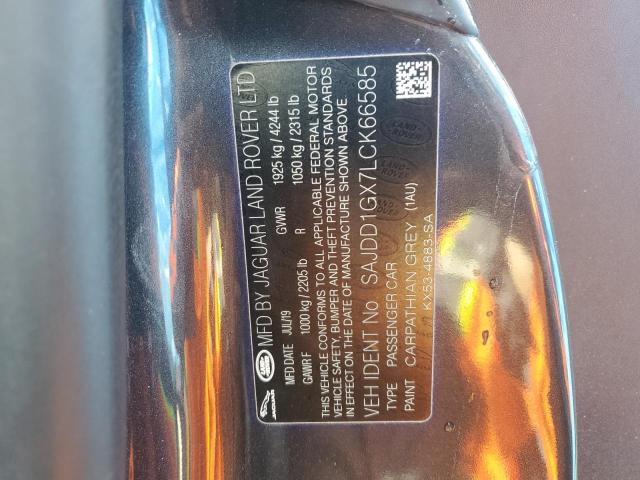 JAGUAR LAND ROVER MFD BY JAGUAR LAND ROVER LTD
MFD DATE JUL/19 GVWR 1925 kg / 4244 lb
GAWR F 1000 kg / 2205 lb R 1050 kg / 2315 lb
THIS VEHICLE CONFORMS TO ALL APPLICABLE FEDERAL MOTOR
VEHICLE SAFETY, BUMPER AND THEFT PREVENTION STANDARDS
IN EFFECT ON THE DATE OF MANUFACTURE SHOWN ABOVE.
VEH IDENT No SAJDD1GX7LCK66585
TYPE PASSENGER CAR
PAINT CARPATHIAN GREY (1AU)
KX53-4883-SA